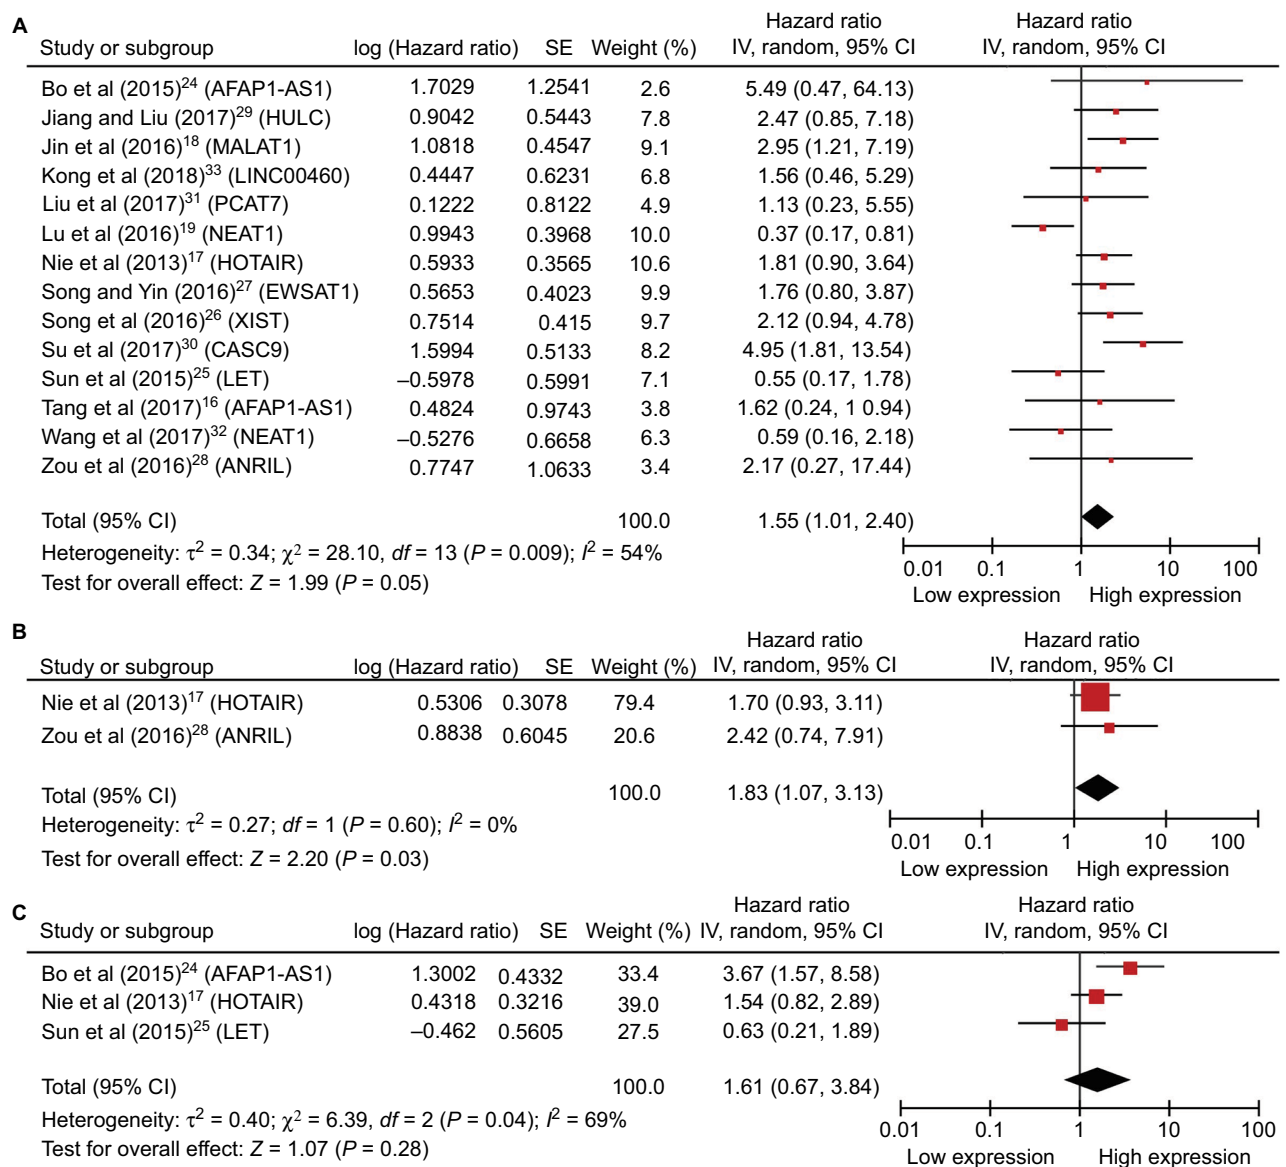 A
Hazard ratio Hazard ratio
Study or subgroup log (Hazard ratio) SE Weight (%) IV, random, 95% CI IV, random, 95% CI
Bo et al (2015)24 (AFAP1-AS1) 1.7029 1.2541 2.6 5.49 (0.47, 64.13)
Jiang and Liu (2017)29 (HULC) 0.9042 0.5443 7.8 2.47 (0.85, 7.18)
Jin et al (2016)18 (MALAT1) 1.0818 0.4547 9.1 2.95 (1.21, 7.19)
Kong et al (2018)33 (LINC00460) 0.4447 0.6231 6.8 1.56 (0.46, 5.29)
Liu et al (2017)31 (PCAT7) 0.1222 0.8122 4.9 1.13 (0.23, 5.55)
Lu et al (2016)19 (NEAT1) 0.9943 0.3968 10.0 0.37 (0.17, 0.81)
Nie et al (2013)17 (HOTAIR) 0.5933 0.3565 10.6 1.81 (0.90, 3.64)
Song and Yin (2016)27 (EWSAT1) 0.5653 0.4023 9.9 1.76 (0.80, 3.87)
Song et al (2016)26 (XIST) 0.7514 0.415 9.7 2.12 (0.94, 4.78)
Su et al (2017)30 (CASC9) 1.5994 0.5133 8.2 4.95 (1.81, 13.54)
Sun et al (2015)25 (LET) –0.5978 0.5991 7.1 0.55 (0.17, 1.78)
Tang et al (2017)16 (AFAP1-AS1) 0.4824 0.9743 3.8 1.62 (0.24, 1 0.94)
Wang et al (2017)32 (NEAT1) –0.5276 0.6658 6.3 0.59 (0.16, 2.18)
Zou et al (2016)28 (ANRIL) 0.7747 1.0633 3.4 2.17 (0.27, 17.44)
Total (95% CI) 100.0 1.55 (1.01, 2.40)
Heterogeneity: τ2 = 0.34; χ2 = 28.10, df = 13 (P = 0.009); I2 = 54%
Test for overall effect: Z = 1.99 (P = 0.05)
0.01 0.1 1 10 100
Low expression High expression
B
Hazard ratio Hazard ratio
Study or subgroup log (Hazard ratio) SE Weight (%) IV, random, 95% CI IV, random, 95% CI
Nie et al (2013)17 (HOTAIR) 0.5306 0.3078 79.4 1.70 (0.93, 3.11)
Zou et al (2016)28 (ANRIL) 0.8838 0.6045 20.6 2.42 (0.74, 7.91)
Total (95% CI) 100.0 1.83 (1.07, 3.13)
Heterogeneity: τ2 = 0.27; df = 1 (P = 0.60); I2 = 0%
Test for overall effect: Z = 2.20 (P = 0.03)
0.01 0.1 1 10 100
Low expression High expression
C
Hazard ratio Hazard ratio
Study or subgroup log (Hazard ratio) SE Weight (%) IV, random, 95% CI IV, random, 95% CI
Bo et al (2015)24 (AFAP1-AS1) 1.3002 0.4332 33.4 3.67 (1.57, 8.58)
Nie et al (2013)17 (HOTAIR) 0.4318 0.3216 39.0 1.54 (0.82, 2.89)
Sun et al (2015)25 (LET) –0.462 0.5605 27.5 0.63 (0.21, 1.89)
Total (95% CI) 100.0 1.61 (0.67, 3.84)
Heterogeneity: τ2 = 0.40; χ2 = 6.39, df = 2 (P = 0.04); I2 = 69%
Test for overall effect: Z = 1.07 (P = 0.28)
0.01 0.1 1 10 100
Low expression High expression